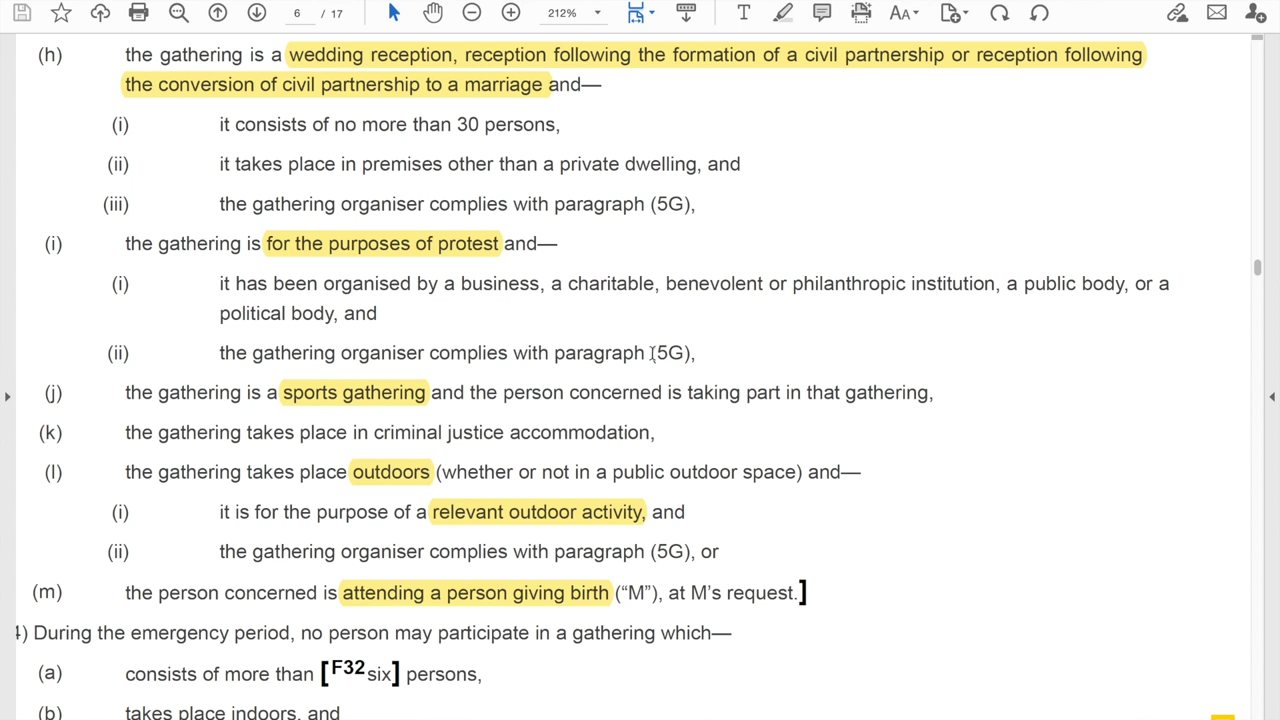 6 / 17 212%
(h) the gathering is a wedding reception, reception following the formation of a civil partnership or reception following
the conversion of civil partnership to a marriage and—
(i) it consists of no more than 30 persons,
(ii) it takes place in premises other than a private dwelling, and
(iii) the gathering organiser complies with paragraph (5G),
(i) the gathering is for the purposes of protest and—
(i) it has been organised by a business, a charitable, benevolent or philanthropic institution, a public body, or a
political body, and
(ii) the gathering organiser complies with paragraph (5G),
(j) the gathering is a sports gathering and the person concerned is taking part in that gathering,
(k) the gathering takes place in criminal justice accommodation,
(l) the gathering takes place outdoors (whether or not in a public outdoor space) and—
(i) it is for the purpose of a relevant outdoor activity, and
(ii) the gathering organiser complies with paragraph (5G), or
(m) the person concerned is attending a person giving birth (“M”), at M’s request.]
4) During the emergency period, no person may participate in a gathering which—
(a) consists of more than [F32six] persons,
(b) takes place indoors, and